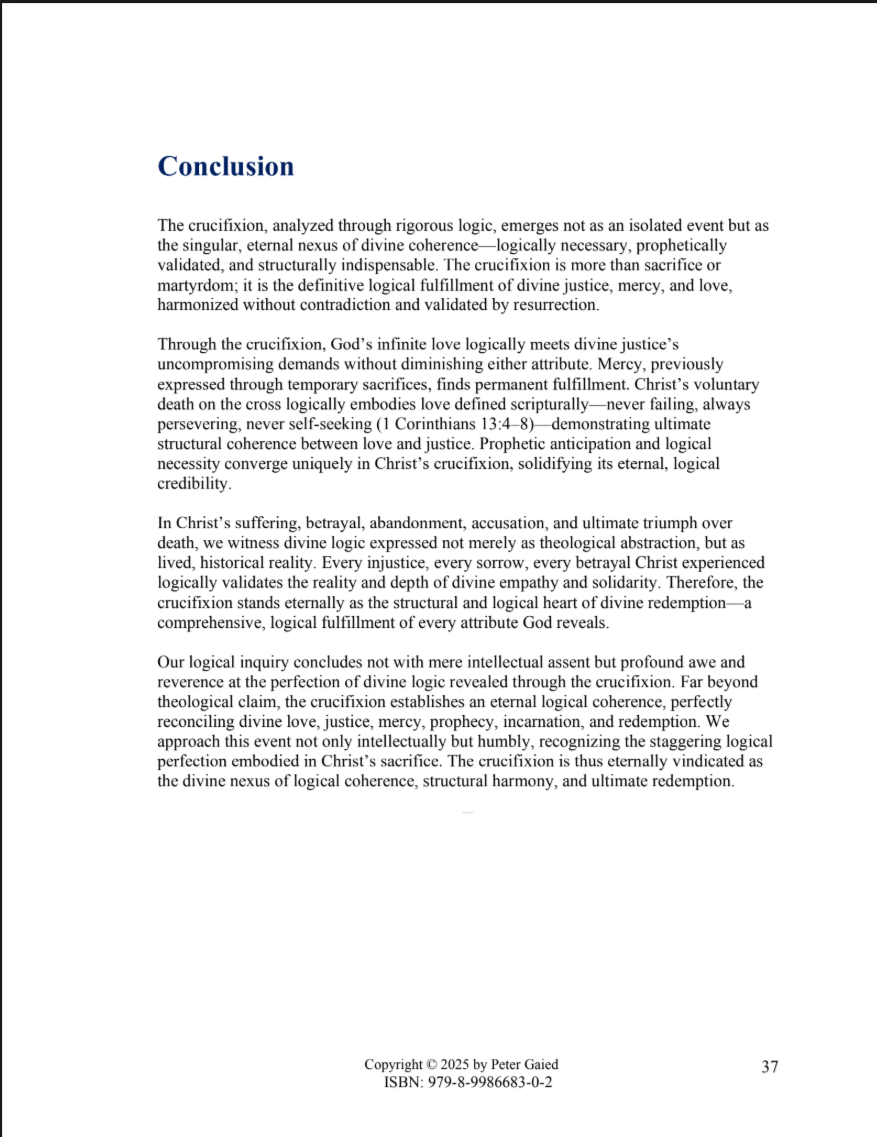 Conclusion
The crucifixion, analyzed through rigorous logic, emerges not as an isolated event but as
the singular, eternal nexus of divine coherence—logically necessary, prophetically
validated, and structurally indispensable. The crucifixion is more than sacrifice or
martyrdom; it is the definitive logical fulfillment of divine justice, mercy, and love,
harmonized without contradiction and validated by resurrection.
Through the crucifixion, God’s infinite love logically meets divine justice’s
uncompromising demands without diminishing either attribute. Mercy, previously
expressed through temporary sacrifices, finds permanent fulfillment. Christ’s voluntary
death on the cross logically embodies love defined scripturally—never failing, always
persevering, never self-seeking (1 Corinthians 13:4–8)—demonstrating ultimate
structural coherence between love and justice. Prophetic anticipation and logical
necessity converge uniquely in Christ’s crucifixion, solidifying its eternal, logical
credibility.
In Christ’s suffering, betrayal, abandonment, accusation, and ultimate triumph over
death, we witness divine logic expressed not merely as theological abstraction, but as
lived, historical reality. Every injustice, every sorrow, every betrayal Christ experienced
logically validates the reality and depth of divine empathy and solidarity. Therefore, the
crucifixion stands eternally as the structural and logical heart of divine redemption—a
comprehensive, logical fulfillment of every attribute God reveals.
Our logical inquiry concludes not with mere intellectual assent but profound awe and
reverence at the perfection of divine logic revealed through the crucifixion. Far beyond
theological claim, the crucifixion establishes an eternal logical coherence, perfectly
reconciling divine love, justice, mercy, prophecy, incarnation, and redemption. We
approach this event not only intellectually but humbly, recognizing the staggering logical
perfection embodied in Christ’s sacrifice. The crucifixion is thus eternally vindicated as
the divine nexus of logical coherence, structural harmony, and ultimate redemption.
Copyright © 2025 by Peter Gaied
ISBN: 979-8-9986683-0-2
37